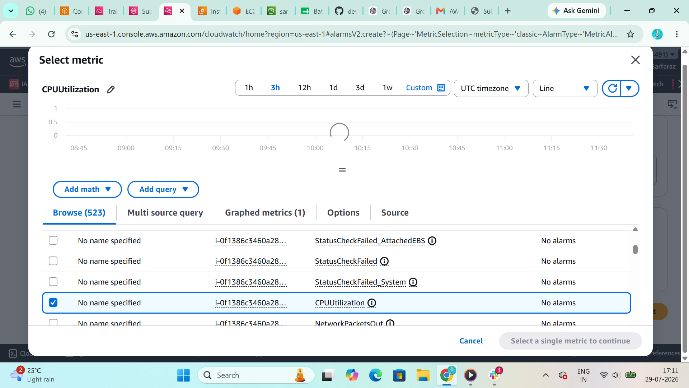 (4)
Ask Gemini
us-east-1.console.aws.amazon.com/cloudwatch/home?region=us-east-1#alarmsV2:create?~(Page~'MetricSelection~metricType~'classic~AlarmType~'MetricAl...
Select metric
CPUUtilization
1h 3h 12h 1d 3d 1w Custom
UTC timezone
Line
1
0.5
0
08:45 09:00 09:15 09:30 09:45 10:00 10:15 10:30 10:45 11:00 11:15 11:30
Add math
Add query
Browse (523)
Multi source query
Graphed metrics (1)
Options
Source
No name specified i-0f1386c3460a28... StatusCheckFailed_AttachedEBS No alarms
No name specified i-0f1386c3460a28... StatusCheckFailed No alarms
No name specified i-0f1386c3460a28... StatusCheckFailed_System No alarms
No name specified i-0f1386c3460a28... CPUUtilization No alarms
No name specified i-0f1386c3460a28... NetworkPacketsOut No alarms
Cancel
Select a single metric to continue
25°C
Light rain
Search
ENG
IN
17:11
29-07-2026